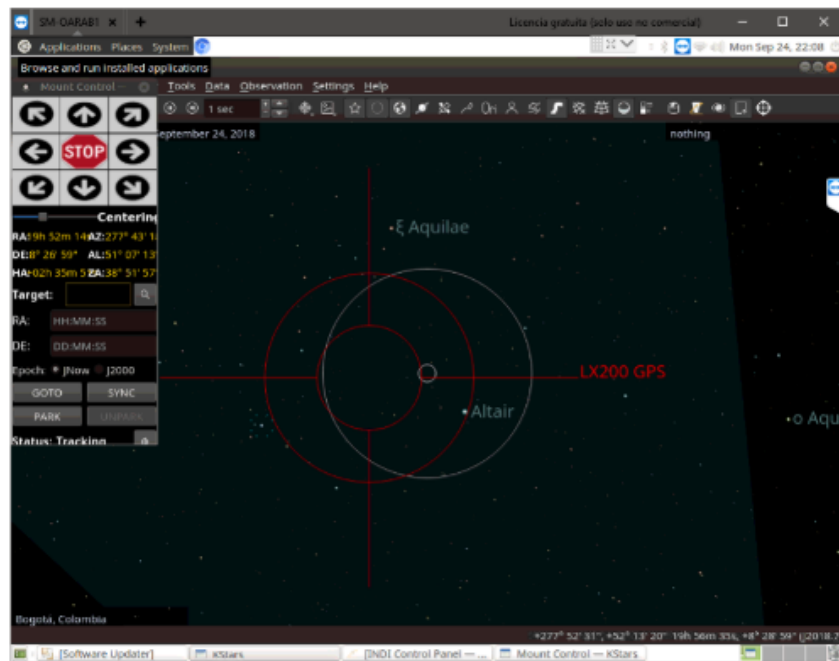 SM-OARAB1
Licencia gratuita (solo use no comercial)
Applications Places System
Mon Sep 24, 22:08
Browse and run installed applications
Mount Control
Tools Data Observation Settings Help
1 sec
STOP
September 24, 2018
nothing
Centering
RA: 19h 52m 14s AZ: 277° 43' 1
DE: 8° 26' 59" AL: 51° 07' 13
HA: +02h 35m 5 ZA: 38° 51' 57"
Target:
RA: HH:MM:SS
DE: DD:MM:SS
Epoch: JNow J2000
GOTO SYNC
PARK UNPARK
Status: Tracking
ξ Aquilae
LX200 GPS
Altair
o Aqu
Bogotá, Colombia
+277° 52' 31", +52° 13' 20" 19h 56m 35s, +8° 28' 59" (J2018.7
[Software Updater] KStars [INDI Control Panel — ... Mount Control — KStars